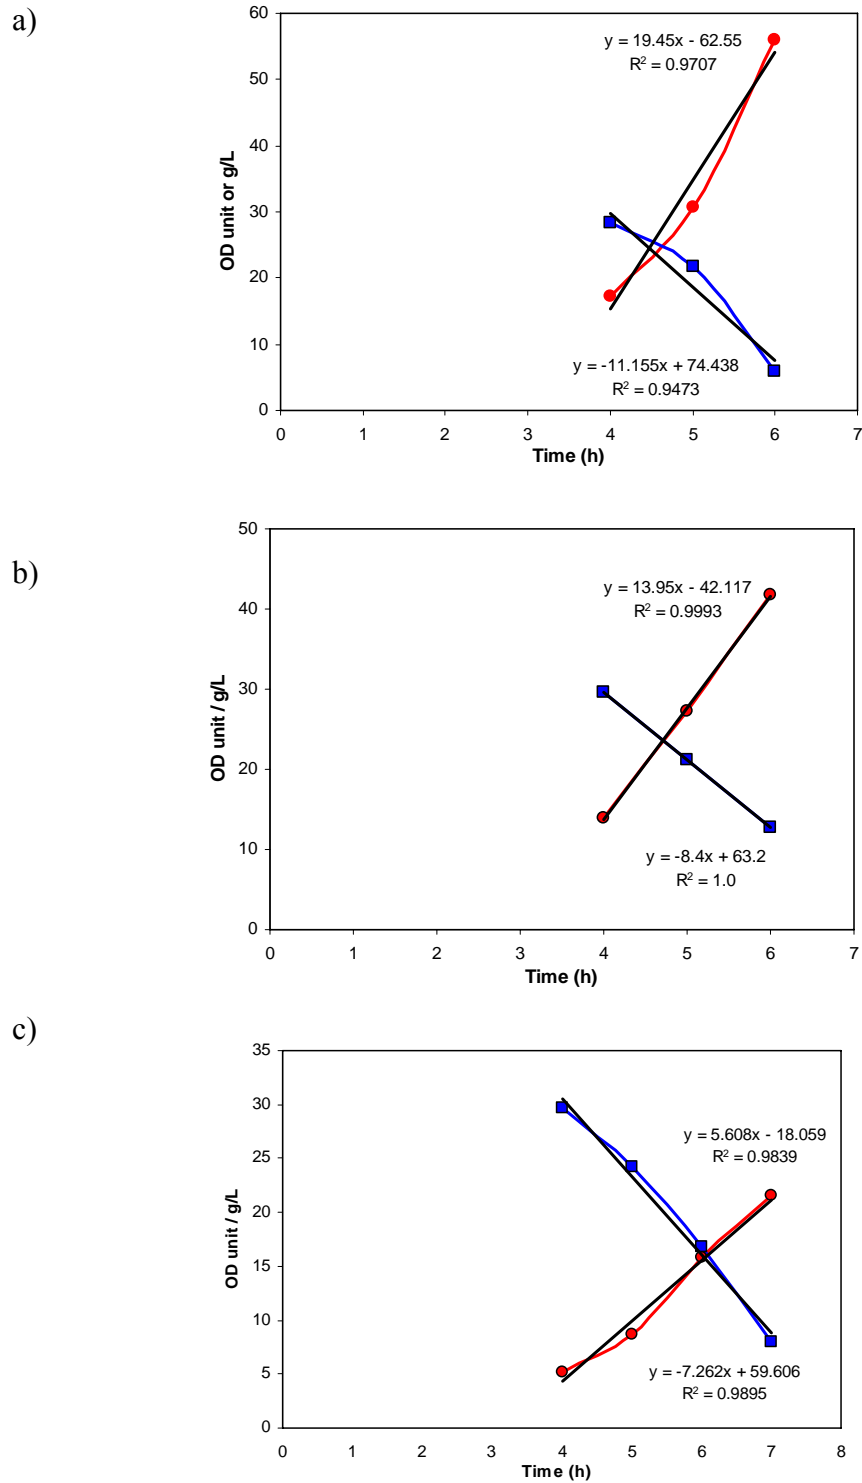 a)
60
50
40
30
20
10
0
OD unit or g/L
y = 19.45x - 62.55
R² = 0.9707
y = -11.155x + 74.438
R² = 0.9473
0 1 2 3 4 5 6 7
Time (h)
b)
50
40
30
20
10
0
OD unit / g/L
y = 13.95x - 42.117
R² = 0.9993
y = -8.4x + 63.2
R² = 1.0
0 1 2 3 4 5 6 7
Time (h)
c)
35
30
25
20
15
10
5
0
OD unit / g/L
y = 5.608x - 18.059
R² = 0.9839
y = -7.262x + 59.606
R² = 0.9895
0 1 2 3 4 5 6 7 8
Time (h)